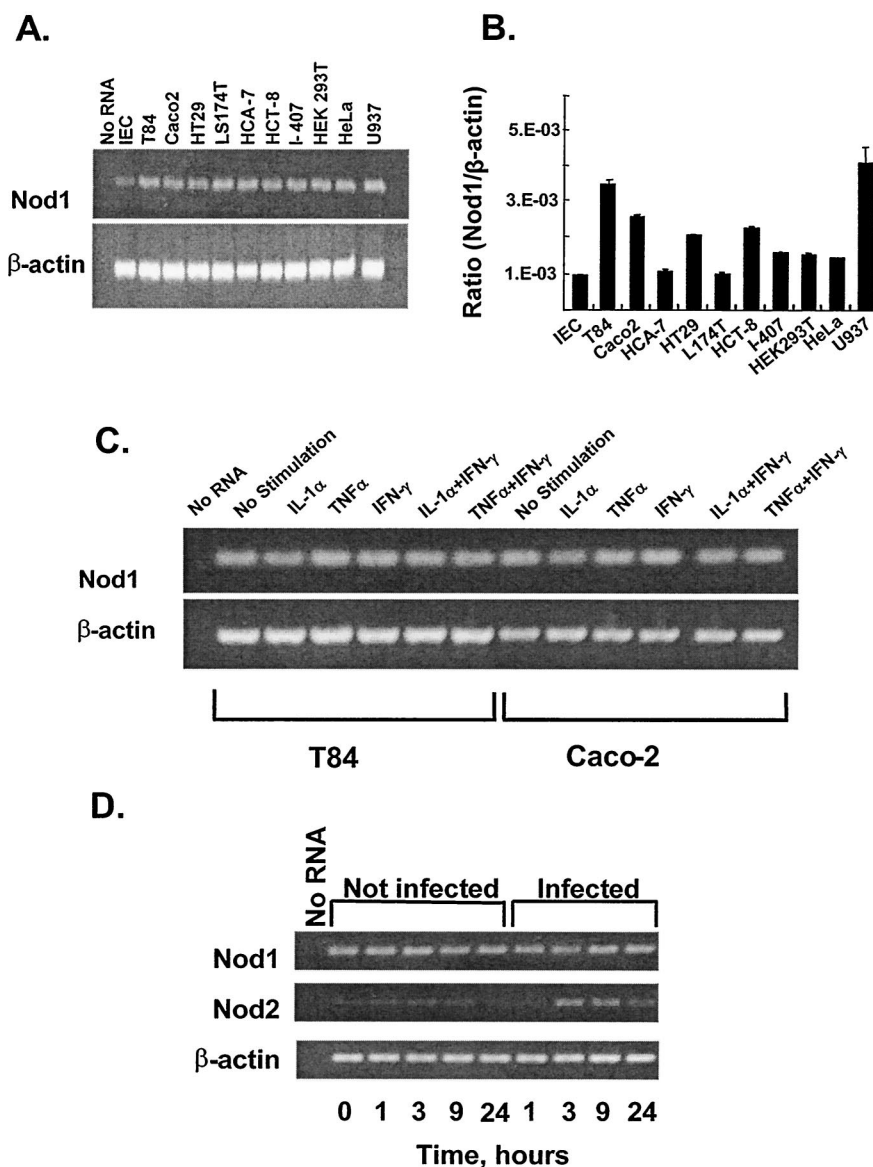 A.
No RNA
IEC
T84
Caco2
HT29
LS174T
HCA-7
HCT-8
I-407
HEK 293T
HeLa
U937
Nod1
β-actin
B.
Ratio (Nod1/β-actin)
5.E-03
3.E-03
1.E-03
IEC
T84
Caco2
HCA-7
HT29
L174T
HCT-8
I-407
HEK293T
HeLa
U937
C.
No RNA
No Stimulation
IL-1α
TNFα
IFN-γ
IL-1α+IFN-γ
TNFα+IFN-γ
No Stimulation
IL-1α
TNFα
IFN-γ
IL-1α+IFN-γ
TNFα+IFN-γ
Nod1
β-actin
T84 Caco-2
D.
No RNA
Not infected Infected
Nod1
Nod2
β-actin
0 1 3 9 24 1 3 9 24
Time, hours